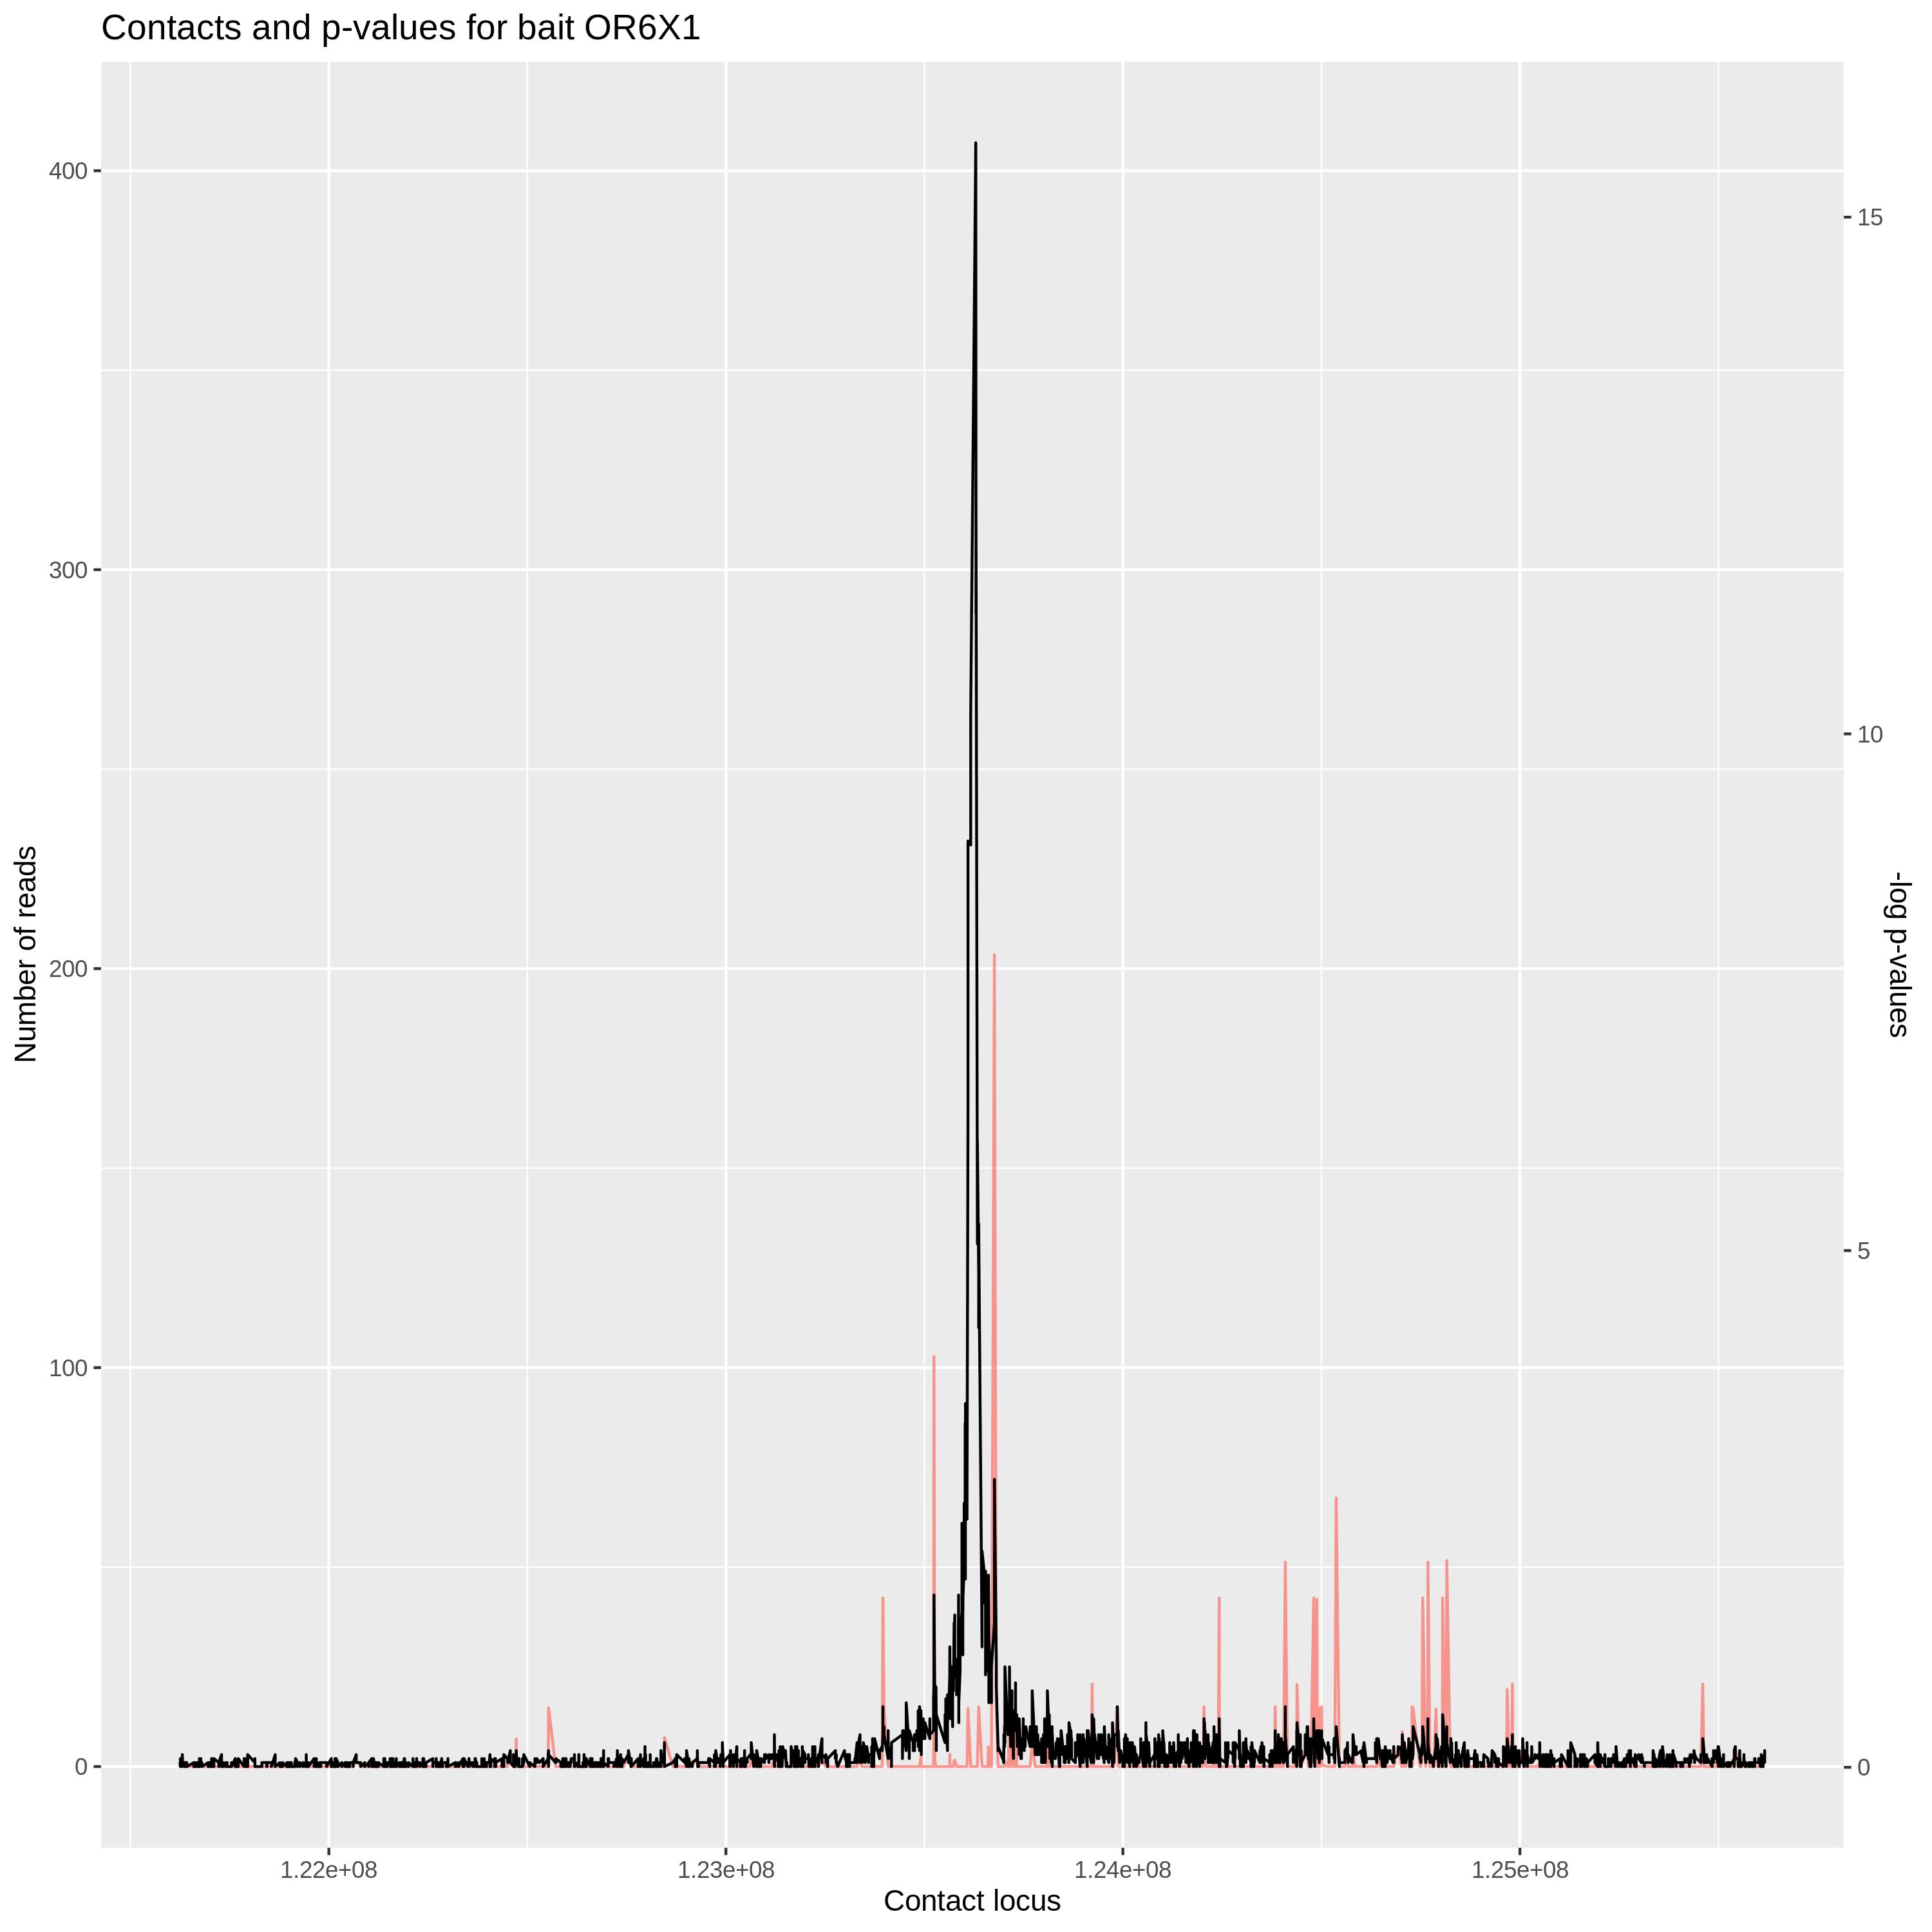 Contacts and p-values for bait OR6X1
400
300
200
100
0
15
10
5
0
Number of reads
-log p-values
1.22e+08
1.23e+08
1.24e+08
1.25e+08
Contact locus